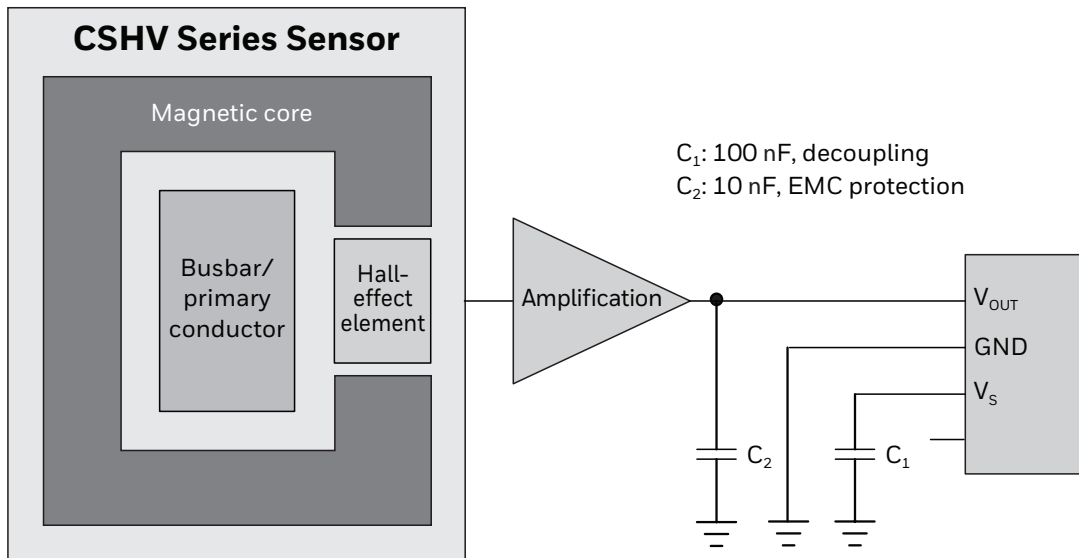 CSHV Series Sensor
Magnetic core
Busbar/
primary
conductor
Hall-
effect
element
Amplification
C₁: 100 nF, decoupling
C₂: 10 nF, EMC protection
V_OUT
GND
V_S
C₂
C₁